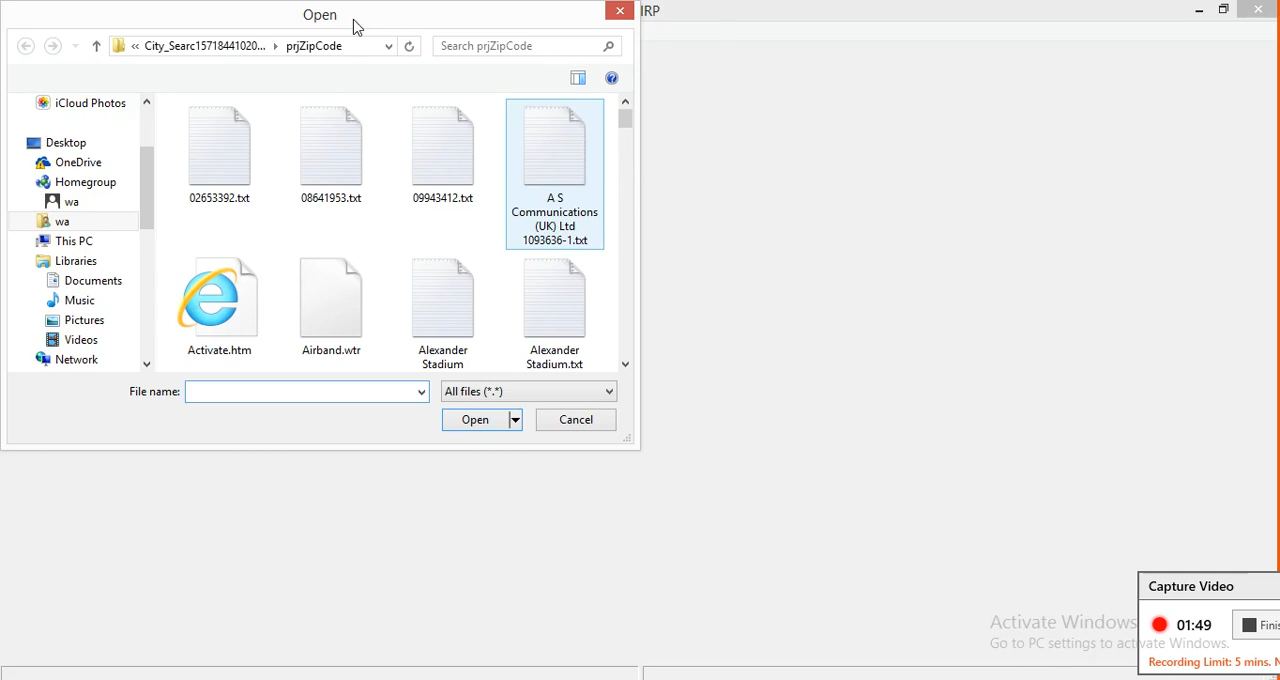 Open
IRP
City_Searc15718441020... prjZipCode
Search prjZipCode
iCloud Photos
Desktop
OneDrive
Homegroup
wa
wa
This PC
Libraries
Documents
Music
Pictures
Videos
Network
02653392.txt
08641953.txt
09943412.txt
A S
Communications
(UK) Ltd
1093636-1.txt
Activate.htm
Airband.wtr
Alexander
Stadium
Alexander
Stadium.txt
File name:
All files (*.*)
Open
Cancel
Capture Video
01:49
Finis
Recording Limit: 5 mins. N
Activate Windows
Go to PC settings to activate Windows.